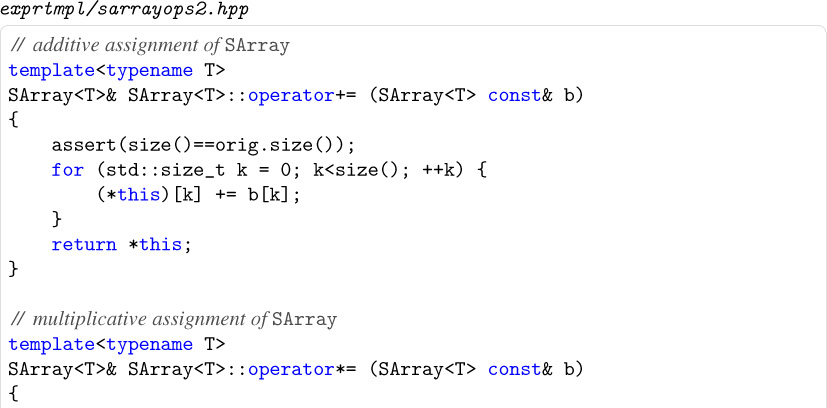 exprtmpl/sarrayops2.hpp
// additive assignment of SArray
template<typename T>
SArray<T>& SArray<T>::operator+= (SArray<T> const& b)
{
    assert(size()==orig.size());
    for (std::size_t k = 0; k<size(); ++k) {
        (*this)[k] += b[k];
    }
    return *this;
}

// multiplicative assignment of SArray
template<typename T>
SArray<T>& SArray<T>::operator*= (SArray<T> const& b)
{